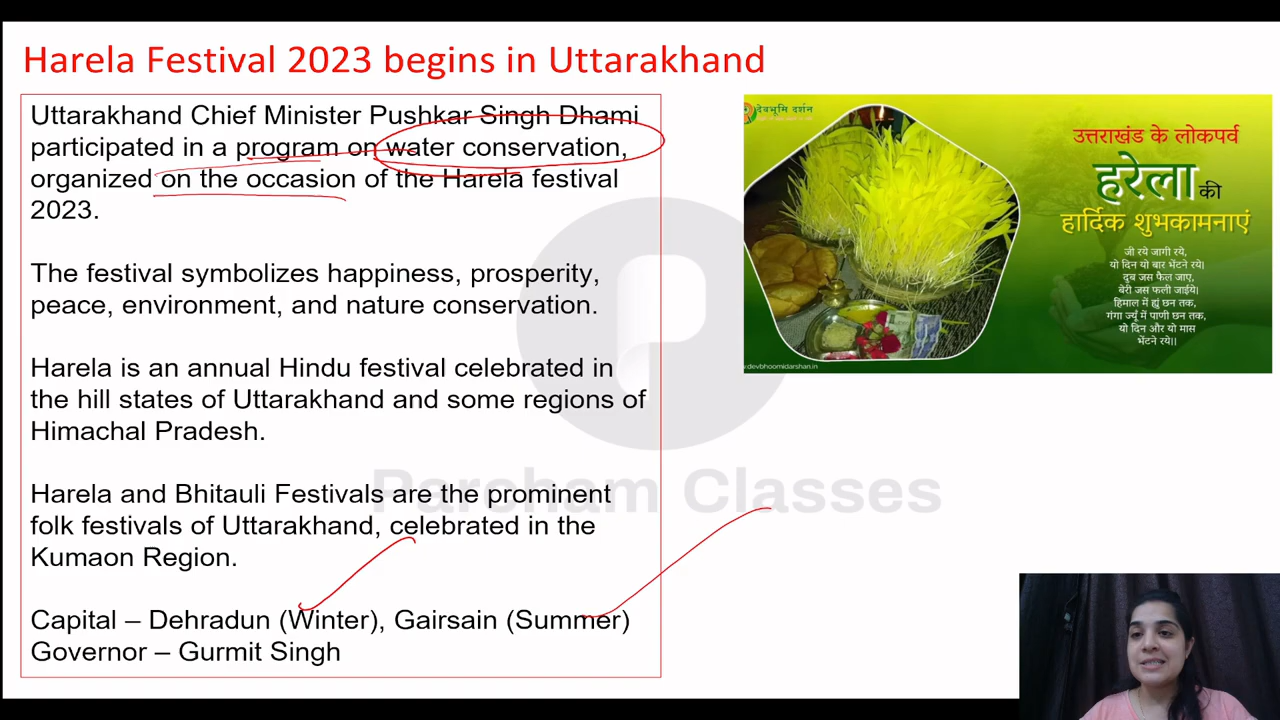 Harela Festival 2023 begins in Uttarakhand
Uttarakhand Chief Minister Pushkar Singh Dhami
participated in a program on water conservation,
organized on the occasion of the Harela festival
2023.
The festival symbolizes happiness, prosperity,
peace, environment, and nature conservation.
Harela is an annual Hindu festival celebrated in
the hill states of Uttarakhand and some regions of
Himachal Pradesh.
Harela and Bhitauli Festivals are the prominent
folk festivals of Uttarakhand, celebrated in the
Kumaon Region.
Capital – Dehradun (Winter), Gairsain (Summer)
Governor – Gurmit Singh
Parcham Classes
देवभूमि दर्शन
उत्तराखंड के लोकपर्व
हरेला की
हार्दिक शुभकामनाएं
जी रये जागी रये,
यो दिन यो बार भेंटने रये।
दूब जस फैल जाए,
बेरी जस फली जाईये।
हिमाल में ह्युं छन तक,
गंगा ज्यूं में पाणी छन तक,
यो दिन और यो मास
भेंटने रये।।
w.devbhoomidarshan.in